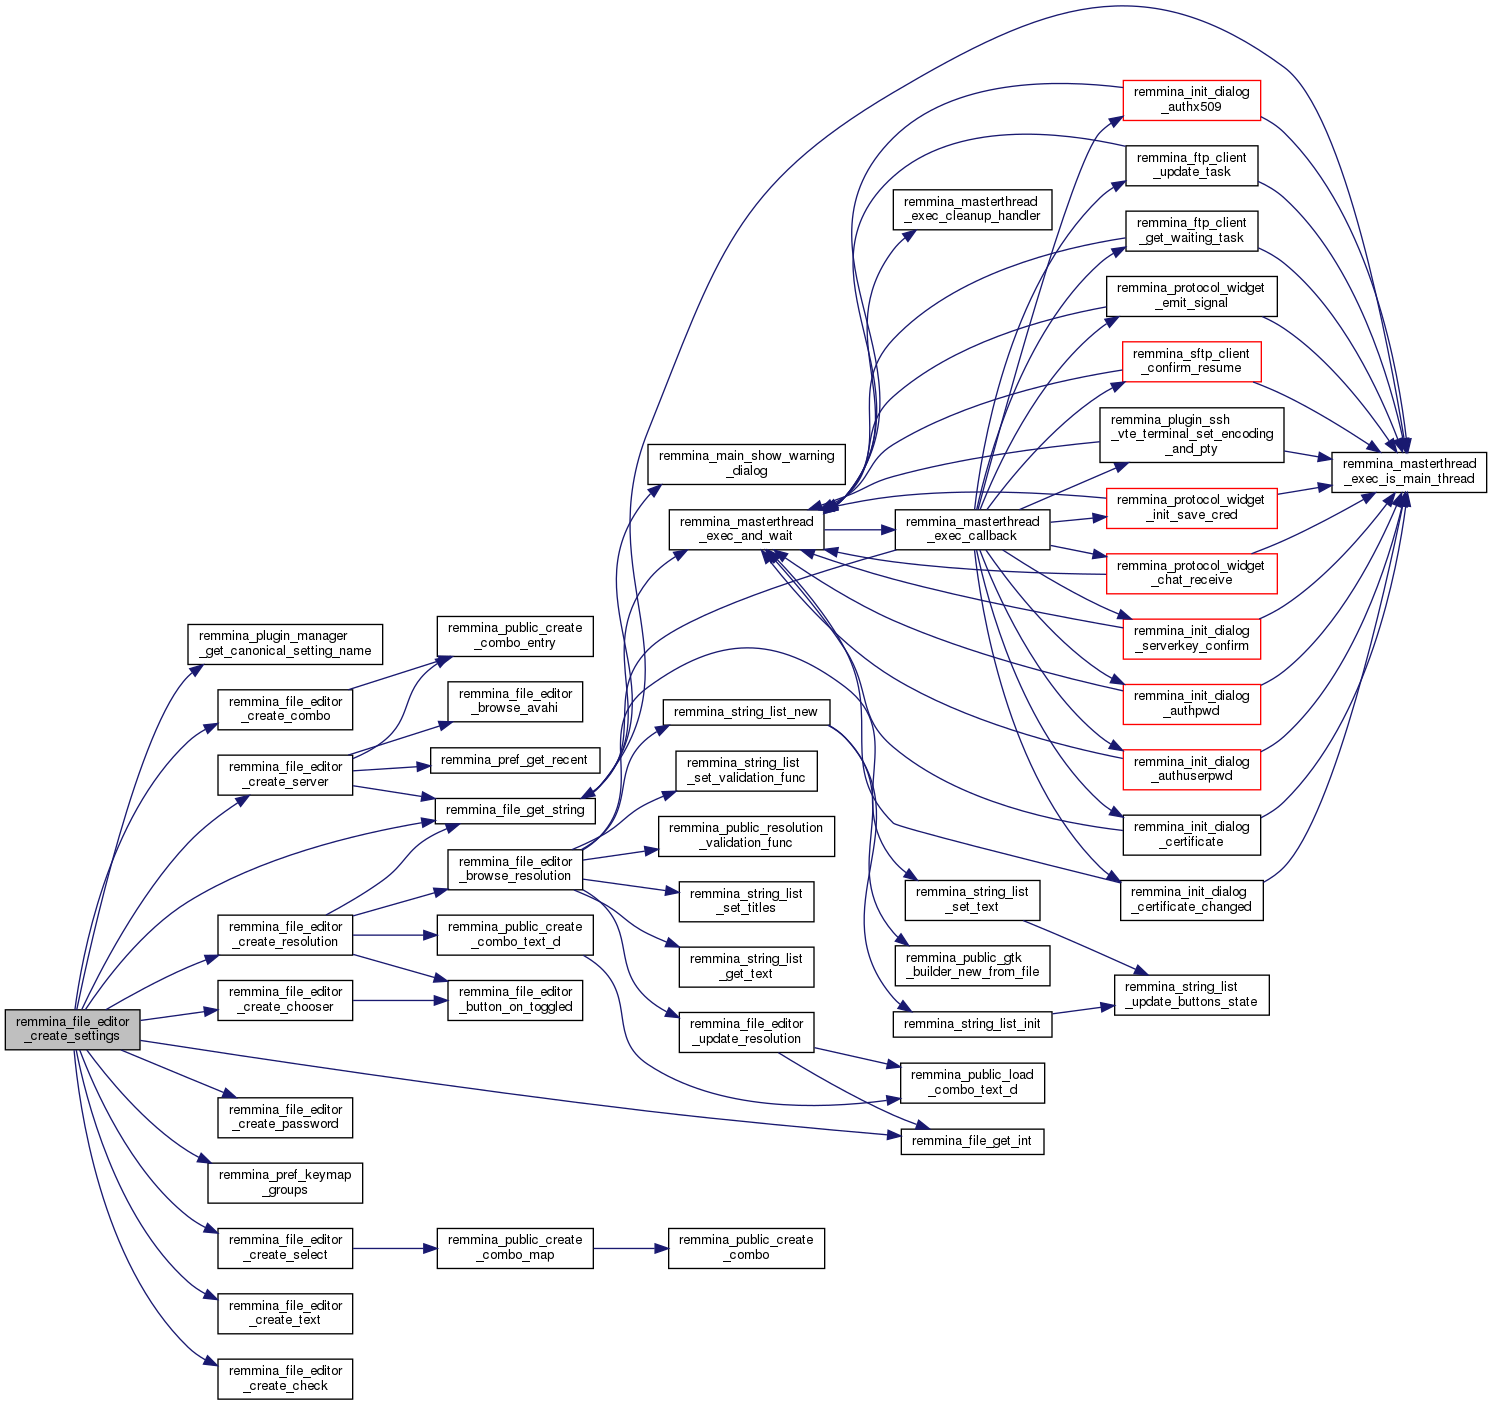 remmina_file_editor
_create_settings
remmina_plugin_manager
_get_canonical_setting_name
remmina_file_editor
_create_combo
remmina_file_editor
_create_server
remmina_file_editor
_create_resolution
remmina_file_editor
_create_chooser
remmina_file_editor
_create_password
remmina_pref_keymap
_groups
remmina_file_editor
_create_select
remmina_file_editor
_create_text
remmina_file_editor
_create_check
remmina_public_create
_combo_entry
remmina_file_editor
_browse_avahi
remmina_pref_get_recent
remmina_file_get_string
remmina_file_editor
_browse_resolution
remmina_public_create
_combo_text_d
remmina_file_editor
_button_on_toggled
remmina_public_create
_combo_map
remmina_main_show_warning
_dialog
remmina_masterthread
_exec_and_wait
remmina_string_list_new
remmina_string_list
_set_validation_func
remmina_public_resolution
_validation_func
remmina_string_list
_set_titles
remmina_string_list
_get_text
remmina_file_editor
_update_resolution
remmina_public_create
_combo
remmina_masterthread
_exec_cleanup_handler
remmina_masterthread
_exec_callback
remmina_string_list
_set_text
remmina_public_gtk
_builder_new_from_file
remmina_string_list_init
remmina_public_load
_combo_text_d
remmina_file_get_int
remmina_init_dialog
_authx509
remmina_ftp_client
_update_task
remmina_ftp_client
_get_waiting_task
remmina_protocol_widget
_emit_signal
remmina_sftp_client
_confirm_resume
remmina_plugin_ssh
_vte_terminal_set_encoding
_and_pty
remmina_protocol_widget
_init_save_cred
remmina_protocol_widget
_chat_receive
remmina_init_dialog
_serverkey_confirm
remmina_init_dialog
_authpwd
remmina_init_dialog
_authuserpwd
remmina_init_dialog
_certificate
remmina_init_dialog
_certificate_changed
remmina_string_list
_update_buttons_state
remmina_masterthread
_exec_is_main_thread